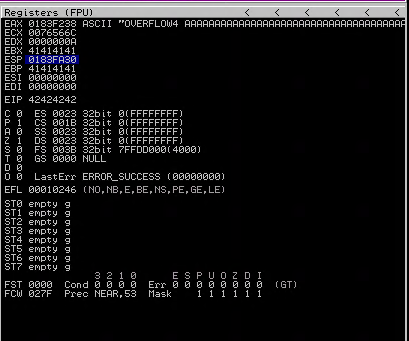 Registers (FPU) < < < < <
EAX 0183F238 ASCII "OVERFLOW4 AAAAAAAAAAAAAAAAAAAAAAAAAAAAAAAAAAAAA
ECX 0076566C
EDX 0000000A
EBX 41414141
ESP 0183FA30
EBP 41414141
ESI 00000000
EDI 00000000
EIP 42424242
C 0 ES 0023 32bit 0(FFFFFFFF)
P 1 CS 001B 32bit 0(FFFFFFFF)
A 0 SS 0023 32bit 0(FFFFFFFF)
Z 1 DS 0023 32bit 0(FFFFFFFF)
S 0 FS 003B 32bit 7FFDD000(4000)
T 0 GS 0000 NULL
D 0
O 0 LastErr ERROR_SUCCESS (00000000)
EFL 00010246 (NO,NB,E,BE,NS,PE,GE,LE)
ST0 empty g
ST1 empty g
ST2 empty g
ST3 empty g
ST4 empty g
ST5 empty g
ST6 empty g
ST7 empty g
3 2 1 0 E S P U O Z D I
FST 0000 Cond 0 0 0 0 Err 0 0 0 0 0 0 0 0 (GT)
FCW 027F Prec NEAR,53 Mask 1 1 1 1 1 1